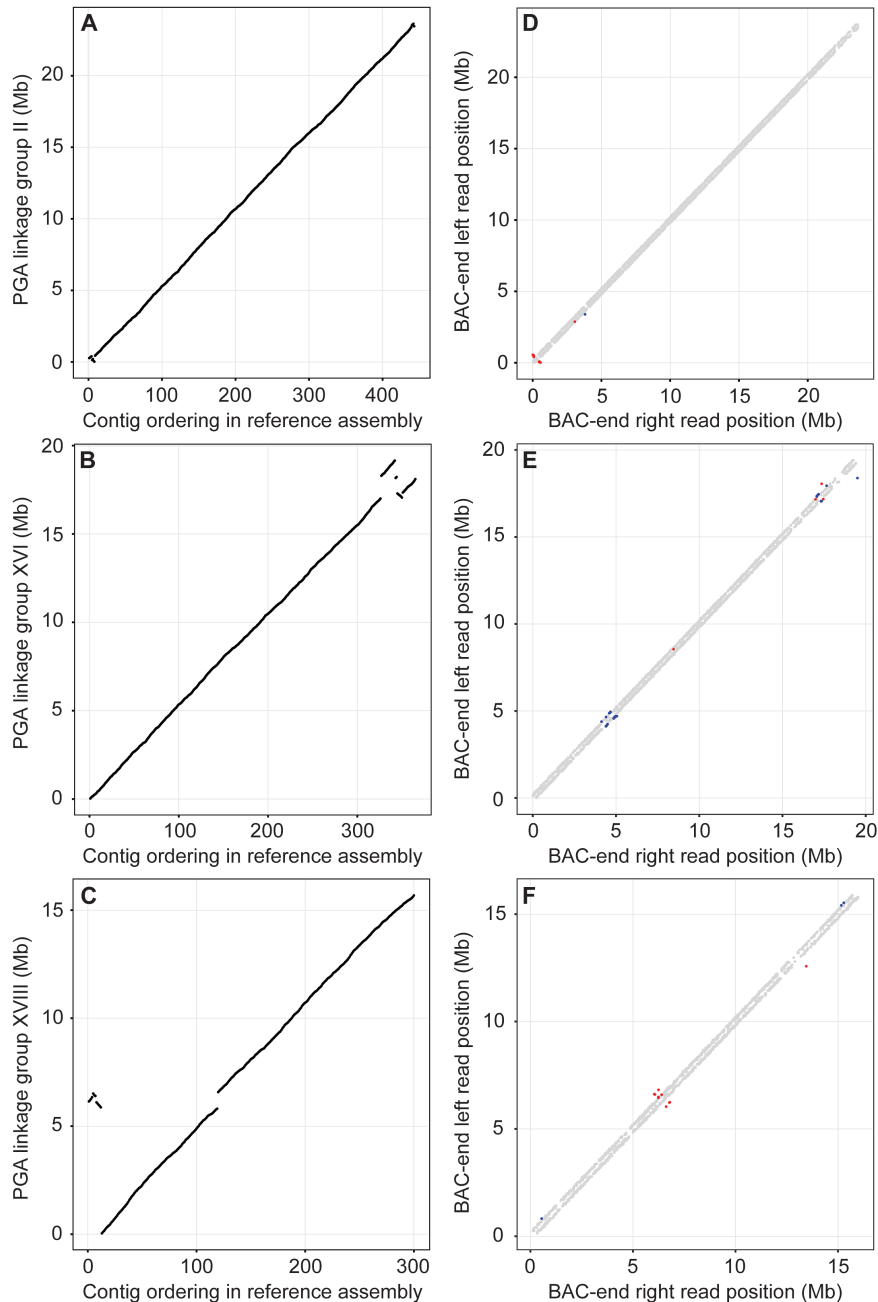 A
PGA linkage group II (Mb)
20
15
10
5
0
0 100 200 300 400
Contig ordering in reference assembly
D
BAC-end left read position (Mb)
20
15
10
5
0
0 5 10 15 20
BAC-end right read position (Mb)
B
PGA linkage group XVI (Mb)
20
15
10
5
0
0 100 200 300
Contig ordering in reference assembly
E
BAC-end left read position (Mb)
20
15
10
5
0
0 5 10 15 20
BAC-end right read position (Mb)
C
PGA linkage group XVIII (Mb)
15
10
5
0
0 100 200 300
Contig ordering in reference assembly
F
BAC-end left read position (Mb)
15
10
5
0
0 5 10 15
BAC-end right read position (Mb)